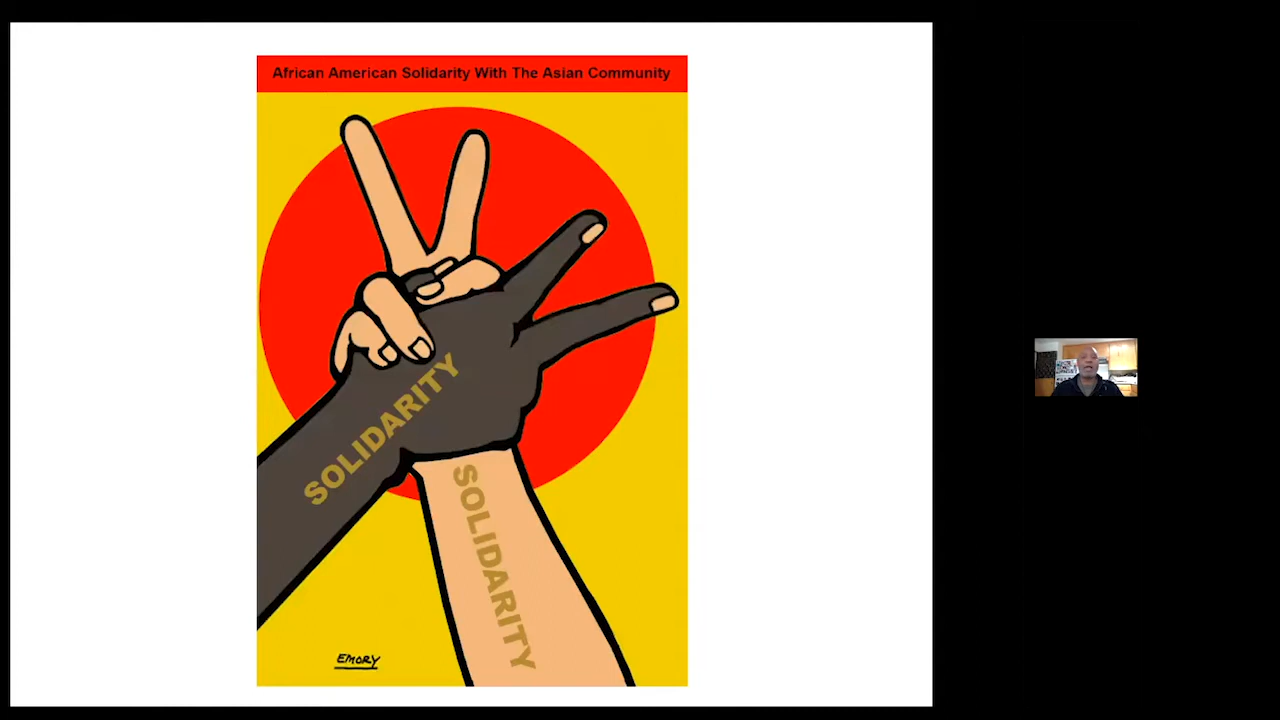 African American Solidarity With The Asian Community
SOLIDARITY
SOLIDARITY
EMORY